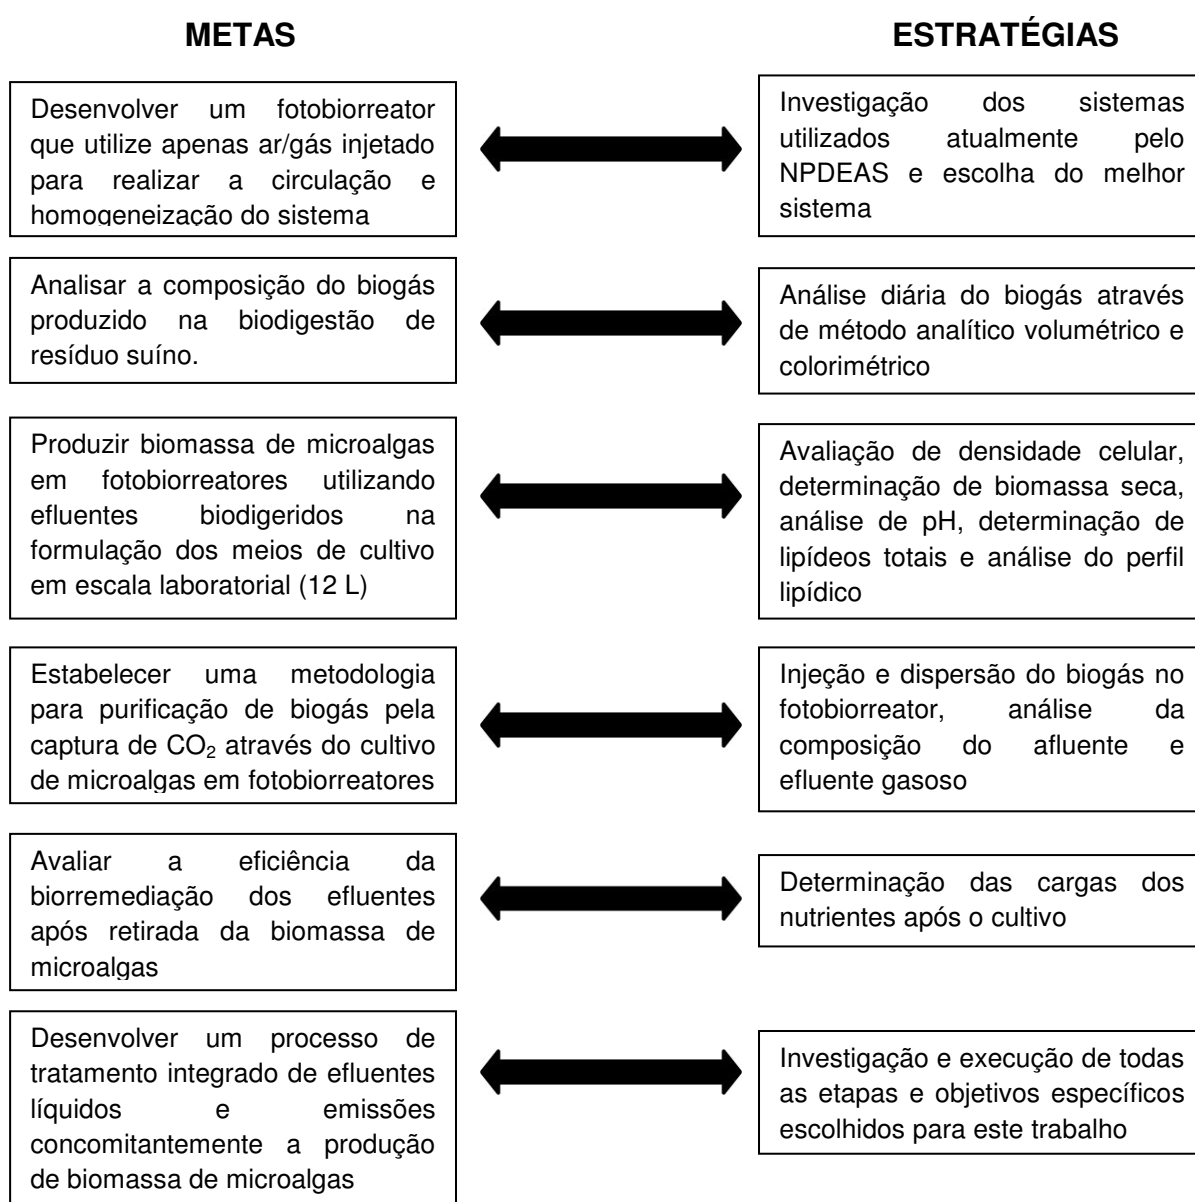 METAS
ESTRATÉGIAS
Desenvolver um fotobiorreator
que utilize apenas ar/gás injetado
para realizar a circulação e
homogeneização do sistema
Investigação dos sistemas
utilizados atualmente pelo
NPDEAS e escolha do melhor
sistema
Analisar a composição do biogás
produzido na biodigestão de
resíduo suíno.
Análise diária do biogás através
de método analítico volumétrico e
colorimétrico
Produzir biomassa de microalgas
em fotobiorreatores utilizando
efluentes biodigeridos na
formulação dos meios de cultivo
em escala laboratorial (12 L)
Avaliação de densidade celular,
determinação de biomassa seca,
análise de pH, determinação de
lipídeos totais e análise do perfil
lipídico
Estabelecer uma metodologia
para purificação de biogás pela
captura de CO₂ através do cultivo
de microalgas em fotobiorreatores
Injeção e dispersão do biogás no
fotobiorreator, análise da
composição do afluente e
efluente gasoso
Avaliar a eficiência da
biorremediação dos efluentes
após retirada da biomassa de
microalgas
Determinação das cargas dos
nutrientes após o cultivo
Desenvolver um processo de
tratamento integrado de efluentes
líquidos e emissões
concomitantemente a produção
de biomassa de microalgas
Investigação e execução de todas
as etapas e objetivos específicos
escolhidos para este trabalho